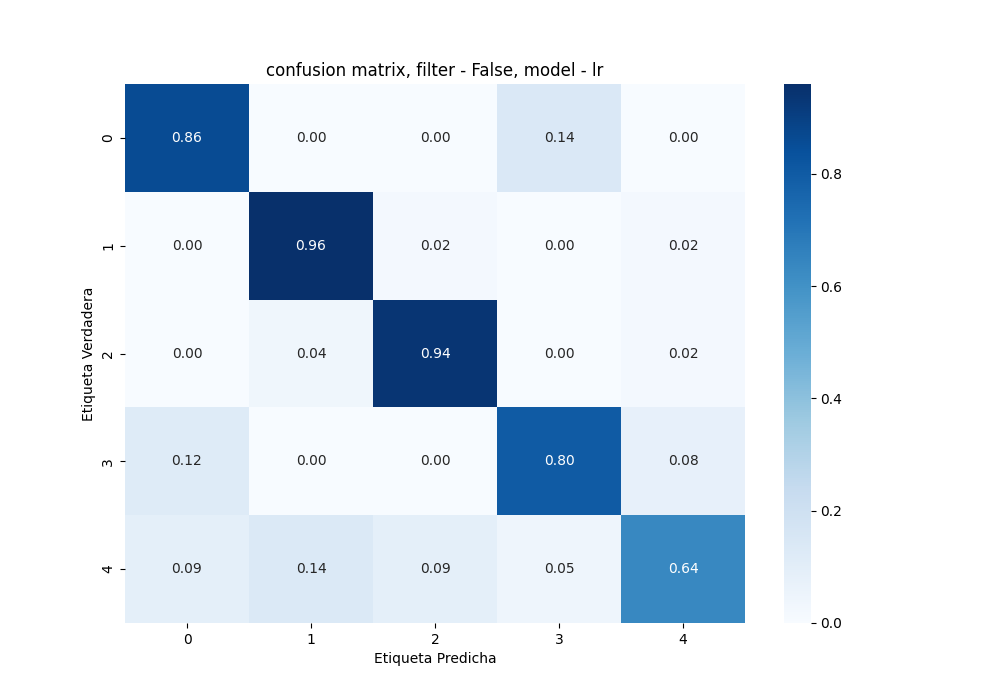 confusion matrix, filter - False, model - lr
Etiqueta Verdadera
0 0.86 0.00 0.00 0.14 0.00
1 0.00 0.96 0.02 0.00 0.02
2 0.00 0.04 0.94 0.00 0.02
3 0.12 0.00 0.00 0.80 0.08
4 0.09 0.14 0.09 0.05 0.64
0 1 2 3 4
Etiqueta Predicha
0.8
0.6
0.4
0.2
0.0